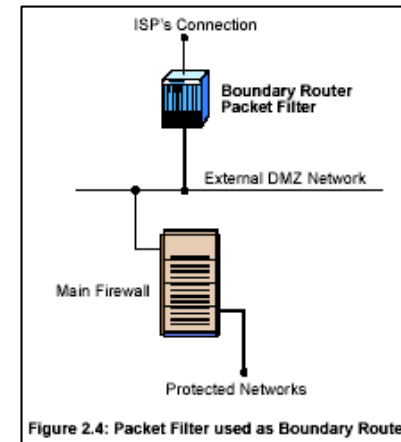 ISP's Connection
Boundary Router
Packet Filter
External DMZ Network
Main Firewall
Protected Networks
Figure 2.4: Packet Filter used as Boundary Route